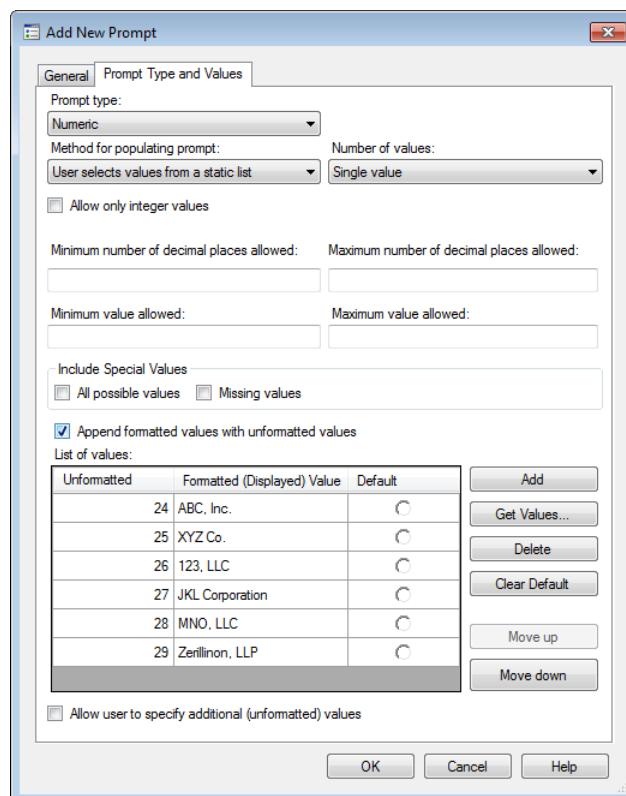 Add New Prompt
General Prompt Type and Values
Prompt type:
Numeric
Method for populating prompt: Number of values:
User selects values from a static list Single value
Allow only integer values
Minimum number of decimal places allowed: Maximum number of decimal places allowed:
Minimum value allowed: Maximum value allowed:
Include Special Values
All possible values Missing values
Append formatted values with unformatted values
List of values:
Unformatted Formatted (Displayed) Value Default Add
24 ABC, Inc.
Get Values...
25 XYZ Co.
Delete
26 123, LLC
Clear Default
27 JKL Corporation
28 MNO, LLC
Move up
29 Zerillinon, LLP
Move down
Allow user to specify additional (unformatted) values
OK Cancel Help